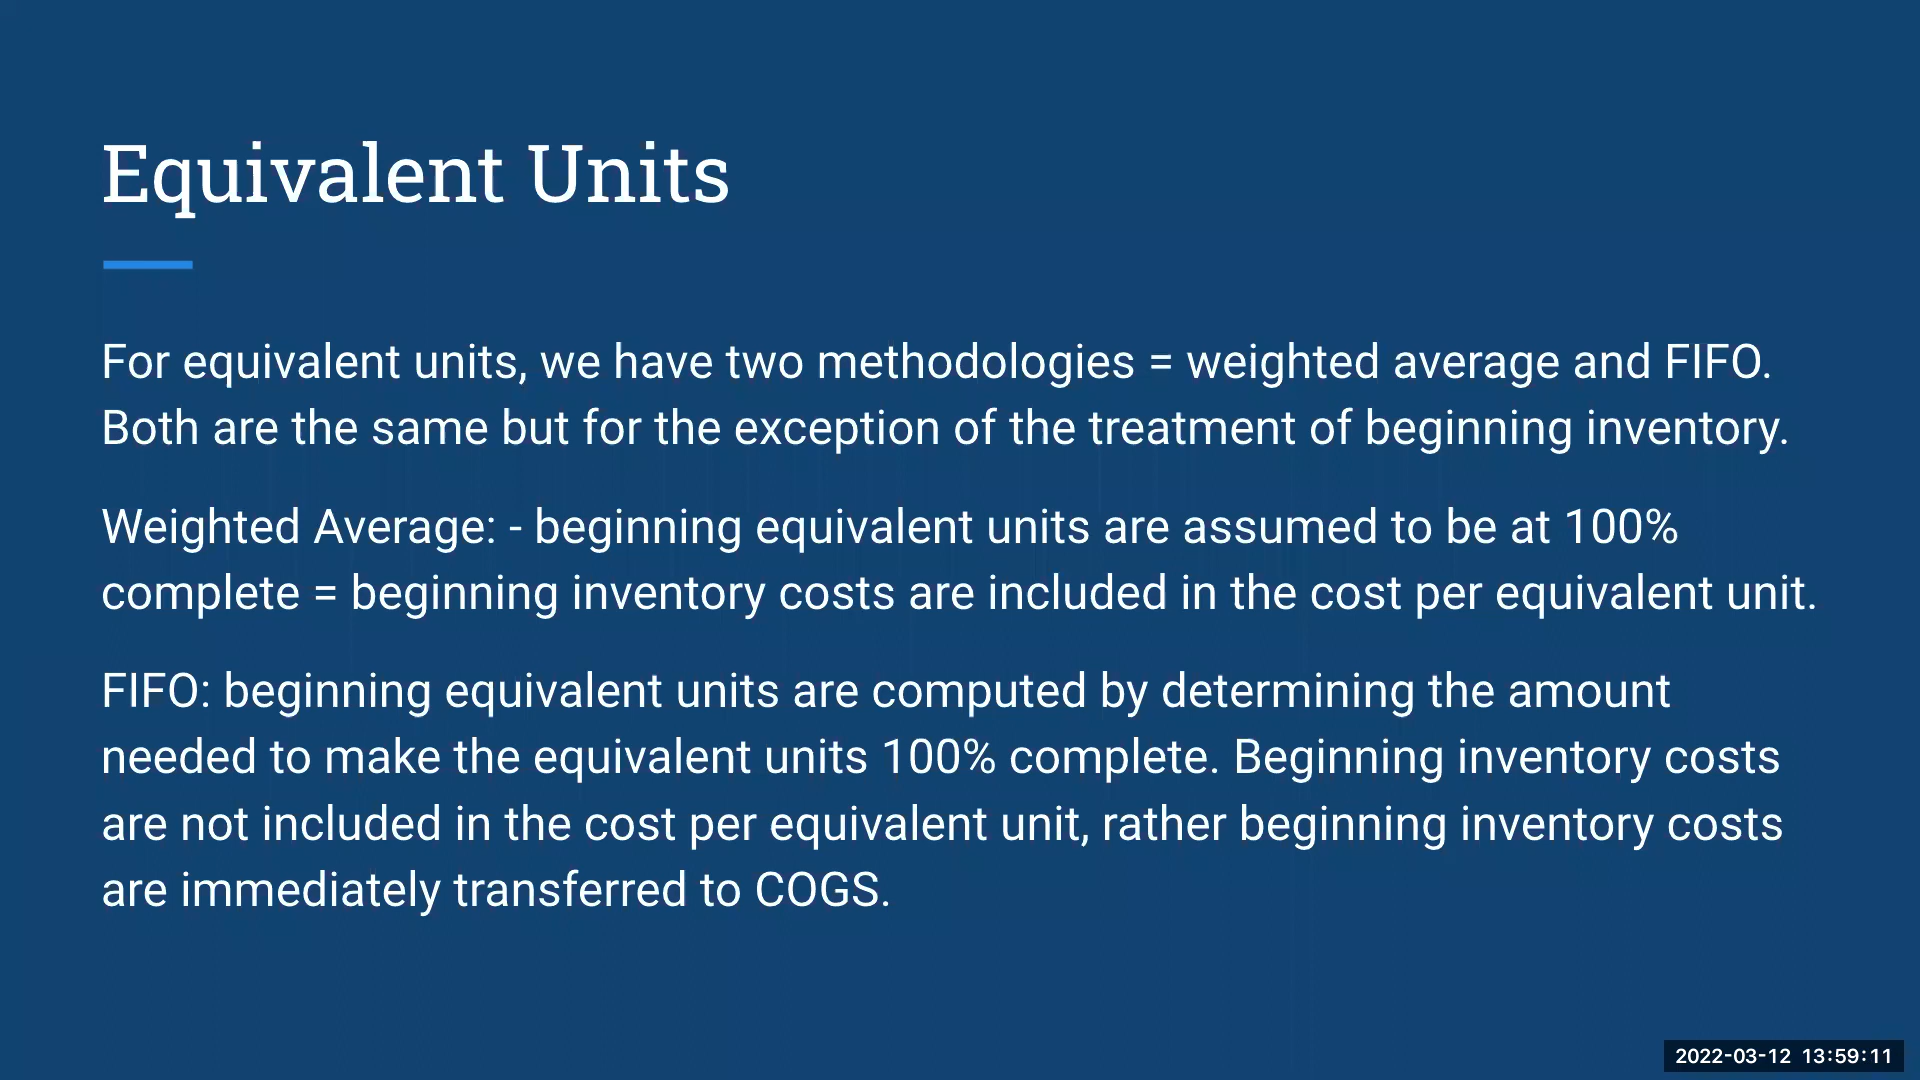 Equivalent Units
For equivalent units, we have two methodologies = weighted average and FIFO.
Both are the same but for the exception of the treatment of beginning inventory.
Weighted Average: - beginning equivalent units are assumed to be at 100%
complete = beginning inventory costs are included in the cost per equivalent unit.
FIFO: beginning equivalent units are computed by determining the amount
needed to make the equivalent units 100% complete. Beginning inventory costs
are not included in the cost per equivalent unit, rather beginning inventory costs
are immediately transferred to COGS.
2022-03-12 13:59:11